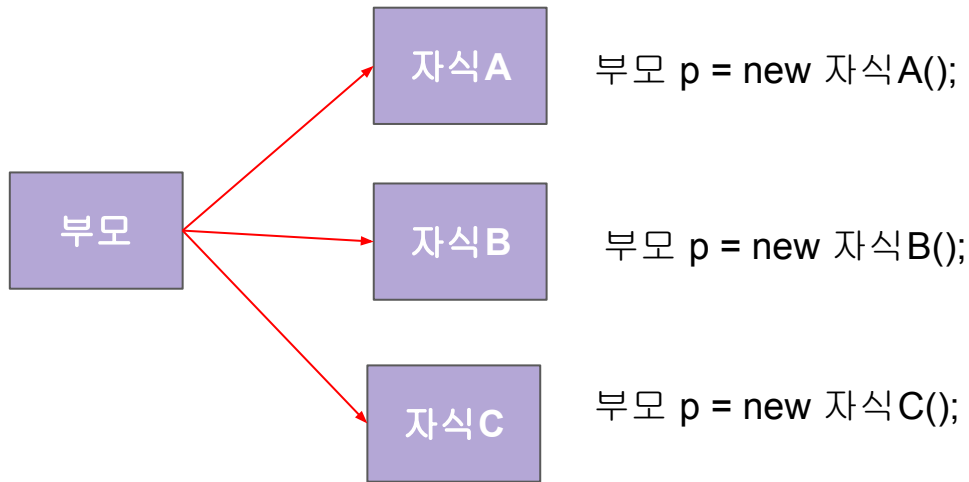 자식A
부모 p = new 자식A();
부모
자식B
부모 p = new 자식B();
자식C
부모 p = new 자식C();